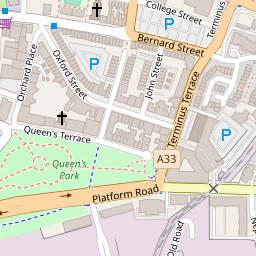 College Street
Terminus
Bernard Street
Orchard Place
Oxford Street
P
John Street
Terminus Terrace
P
P
Queen's Terrace
A33
Queen's
Park
Platform Road
Old Road